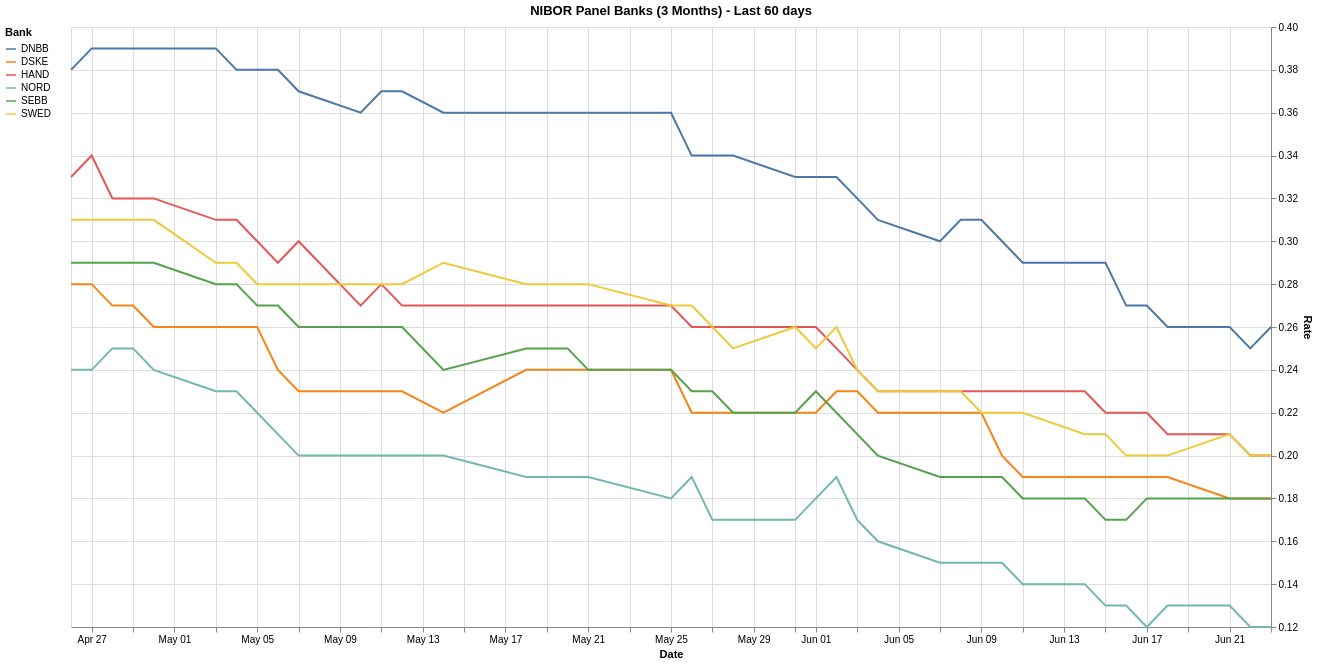 NIBOR Panel Banks (3 Months) - Last 60 days
Bank
DNBB
DSKE
HAND
NORD
SEBB
SWED
0.40
0.38
0.36
0.34
0.32
0.30
0.28
0.26
0.24
0.22
0.20
0.18
0.16
0.14
0.12
Rate
Apr 27 May 01 May 05 May 09 May 13 May 17 May 21 May 25 May 29 Jun 01 Jun 05 Jun 09 Jun 13 Jun 17 Jun 21
Date